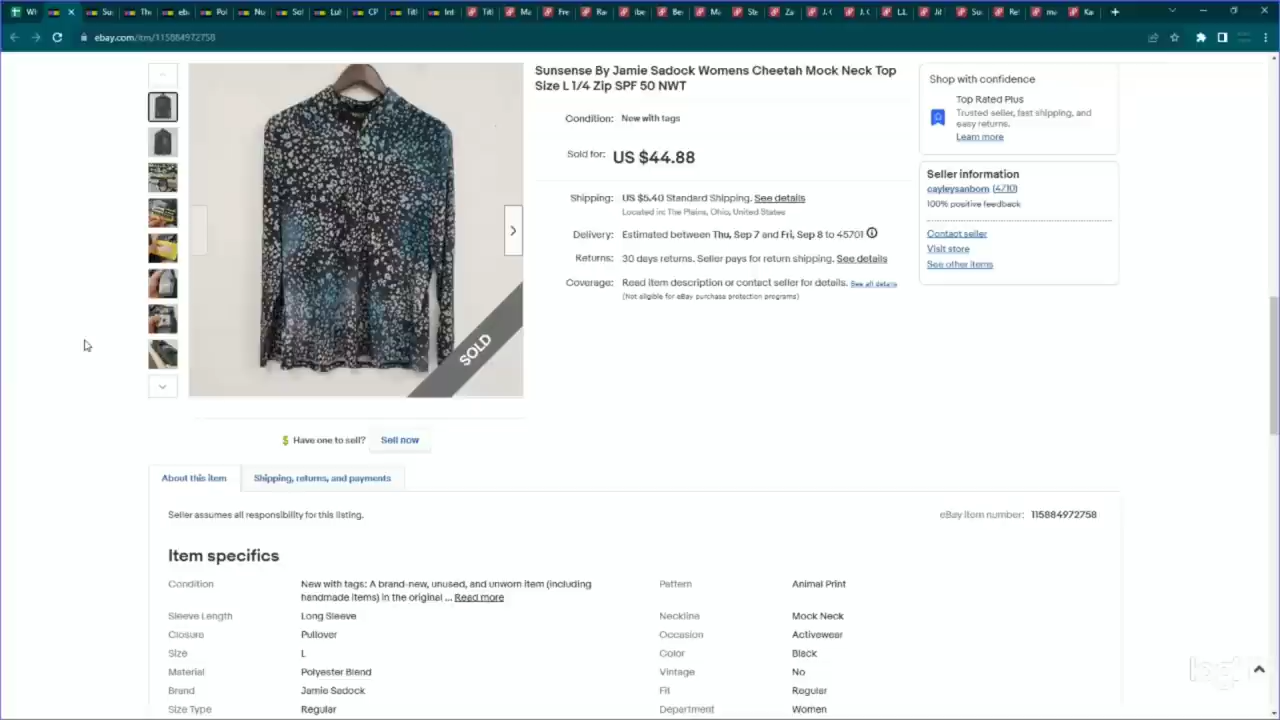 ebay.com/itm/115884972758
Sunsense By Jamie Sadock Womens Cheetah Mock Neck Top
Size L 1/4 Zip SPF 50 NWT
Condition: New with tags
Sold for: US $44.88
Shipping: US $5.40 Standard Shipping. See details
Located in: The Plains, Ohio, United States
Delivery: Estimated between Thu, Sep 7 and Fri, Sep 8 to 45701
Returns: 30 days returns. Seller pays for return shipping. See details
Coverage: Read item description or contact seller for details. See all details
(Not eligible for eBay purchase protection programs)
Shop with confidence
Top Rated Plus
Trusted seller, fast shipping, and
easy returns.
Learn more
Seller information
cayleysanborn (4710)
100% positive feedback
Contact seller
Visit store
See other items
SOLD
$ Have one to sell? Sell now
About this item
Shipping, returns, and payments
Seller assumes all responsibility for this listing.
eBay item number: 115884972758
Item specifics
Condition New with tags: A brand-new, unused, and unworn item (including
handmade items) in the original ... Read more
Pattern Animal Print
Sleeve Length Long Sleeve
Neckline Mock Neck
Closure Pullover
Occasion Activewear
Size L
Color Black
Material Polyester Blend
Vintage No
Brand Jamie Sadock
Fit Regular
Size Type Regular
Department Women